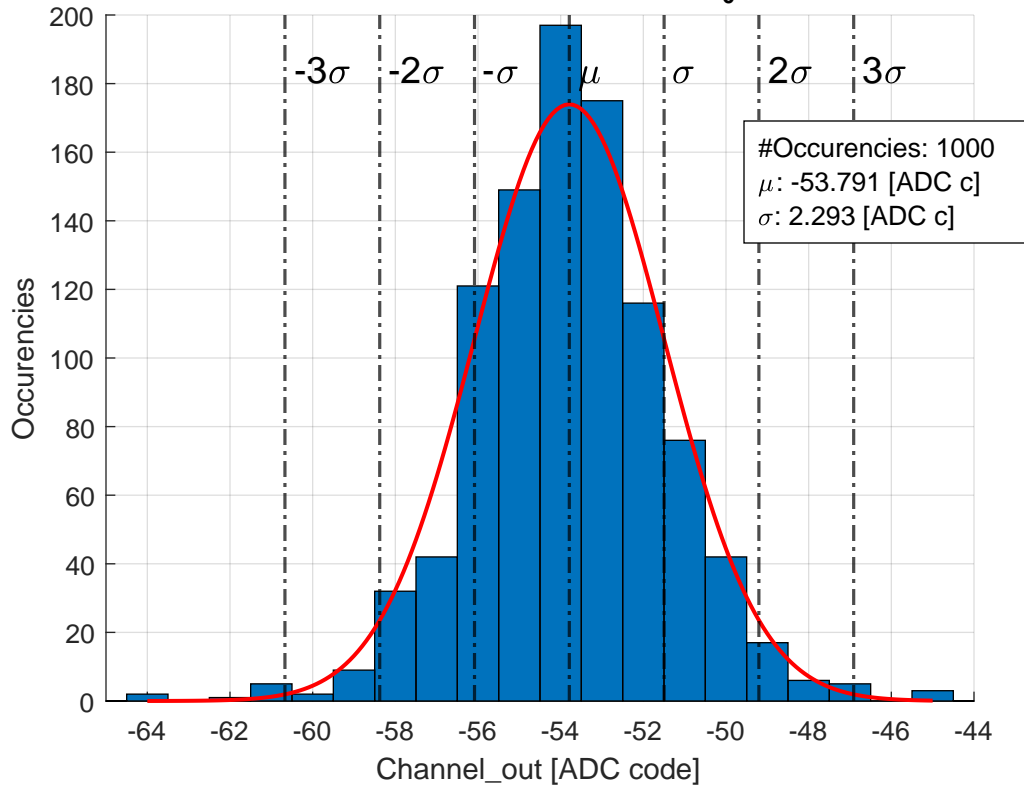 200
180
160
140
120
100
80
60
40
20
0
Occurencies
-3σ -2σ -σ μ σ 2σ 3σ
#Occurencies: 1000
μ: -53.791 [ADC c]
σ: 2.293 [ADC c]
-64 -62 -60 -58 -56 -54 -52 -50 -48 -46 -44
Channel_out [ADC code]